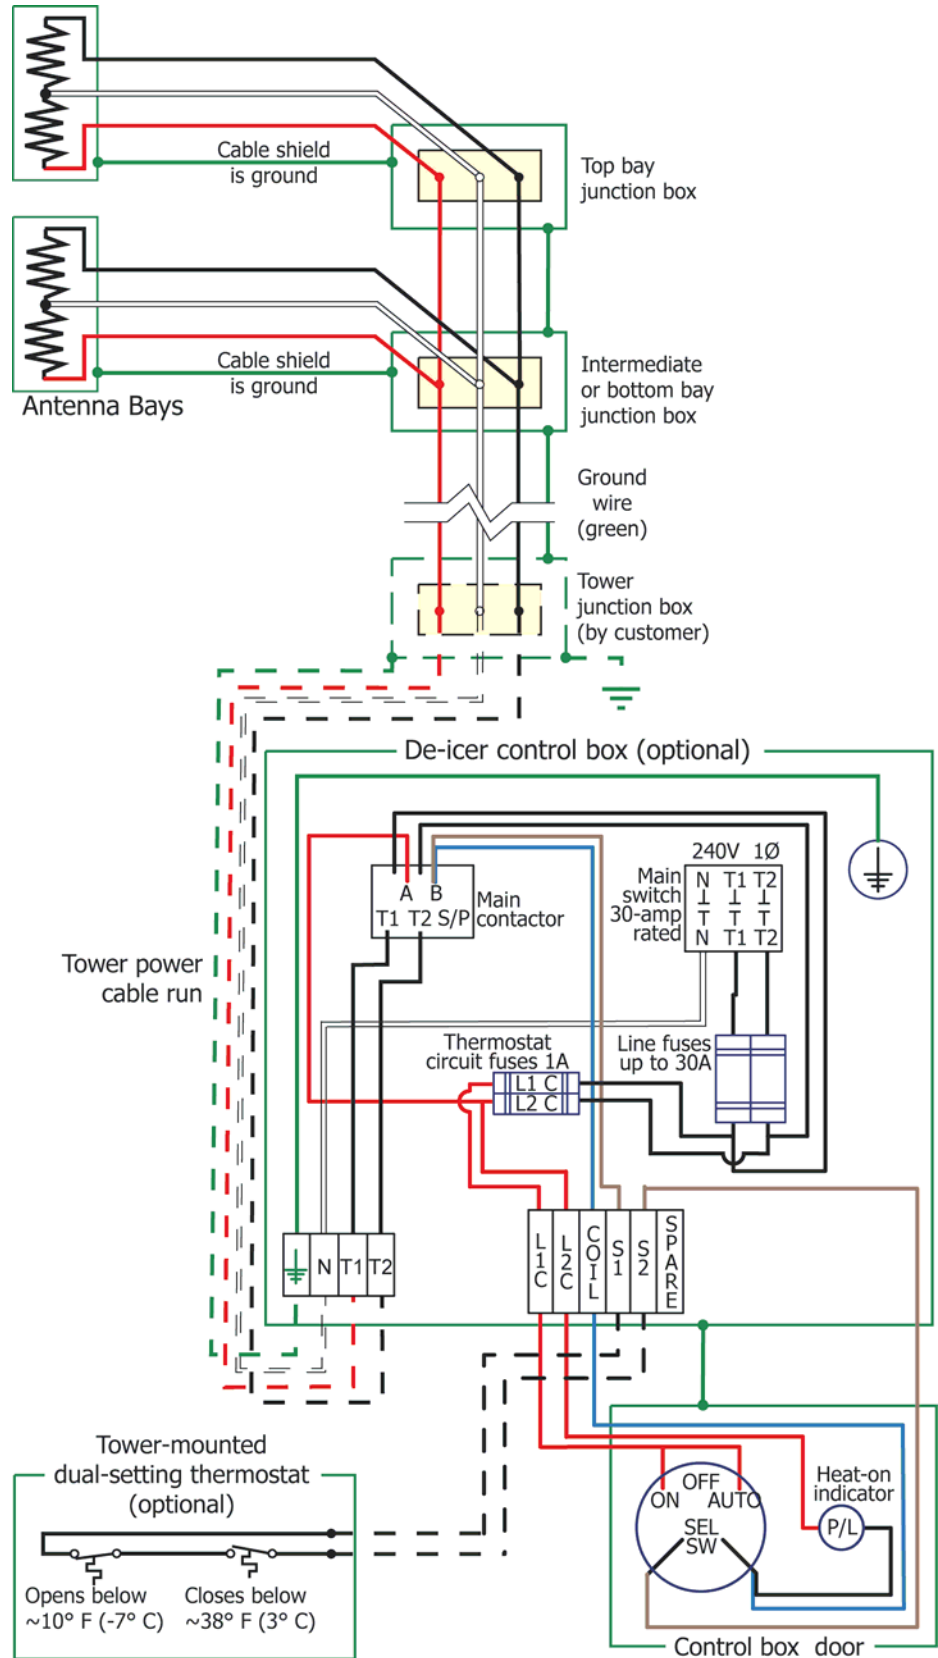 Cable shield
is ground
Top bay
junction box
Cable shield
is ground
Intermediate
or bottom bay
junction box
Antenna Bays
Ground
wire
(green)
Tower
junction box
(by customer)
De-icer control box (optional)
240V 1Ø
Main
switch
30-amp
rated
N T1 T2
N T1 T2
A B
T1 T2 S/P
Main
contactor
Tower power
cable run
Thermostat
circuit fuses 1A
L1 C
L2 C
Line fuses
up to 30A
N T1 T2
L1C
L2C
COIL
S1
S2
SPARE
Tower-mounted
dual-setting thermostat
(optional)
Opens below
~10° F (-7° C)
Closes below
~38° F (3° C)
OFF
ON AUTO
SEL
SW
Heat-on
indicator
P/L
Control box door